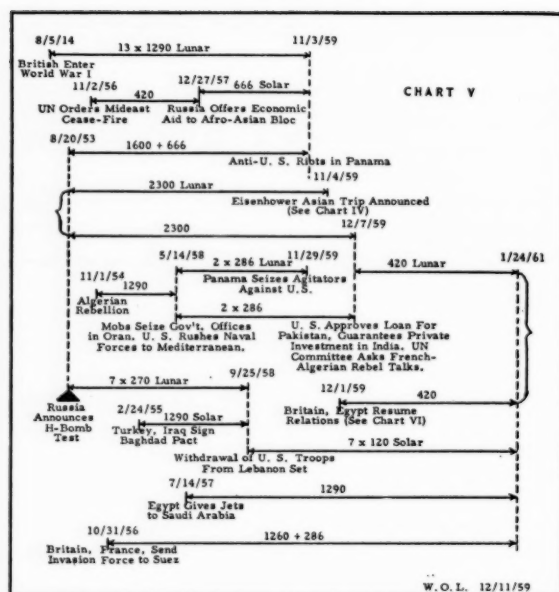 8/5/14
13 x 1290 Lunar
11/3/59
British Enter
World War I
11/2/56
420
12/27/57
666 Solar
CHART V
UN Orders Mideast
Cease-Fire
Russia Offers Economic
Aid to Afro-Asian Bloc
8/20/53
1600 + 666
Anti-U. S. Riots in Panama
11/4/59
2300 Lunar
Eisenhower Asian Trip Announced
(See Chart IV)
2300
12/7/59
5/14/58
2 x 286 Lunar
11/29/59
420 Lunar
1/24/61
11/1/54
1290
Panama Seizes Agitators
Against U.S.
Algerian
Rebellion
2 x 286
Mobs Seize Gov't. Offices
in Oran. U. S. Rushes Naval
Forces to Mediterranean.
U. S. Approves Loan For
Pakistan, Guarantees Private
Investment in India. UN
Committee Asks French-
Algerian Rebel Talks.
7 x 270 Lunar
9/25/58
Russia
Announces
H-Bomb
Test
2/24/55
1290 Solar
Turkey, Iraq Sign
Baghdad Pact
12/1/59
420
Britain, Egypt Resume
Relations (See Chart VI)
7 x 120 Solar
Withdrawal of U. S. Troops
From Lebanon Set
7/14/57
1290
Egypt Gives Jets
to Saudi Arabia
10/31/56
1260 + 286
Britain, France, Send
Invasion Force to Suez
W. O. L. 12/11/59